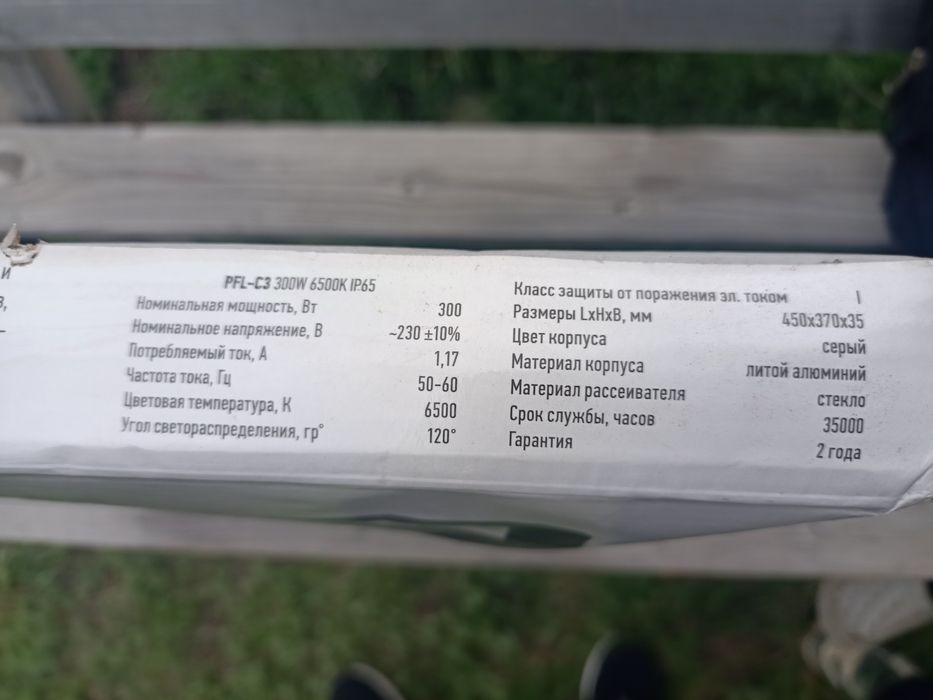 и
в,
PFL-C3 300W 6500K IP65
Номинальная мощность, Вт 300
Номинальное напряжение, В ~230 ±10%
Потребляемый ток, А 1,17
Частота тока, Гц 50-60
Цветовая температура, К 6500
Угол светораспределения, гр° 120°
Класс защиты от поражения эл. током I
Размеры LxHxB, мм 450x370x35
Цвет корпуса серый
Материал корпуса литой алюминий
Материал рассеивателя стекло
Срок службы, часов 35000
Гарантия 2 года